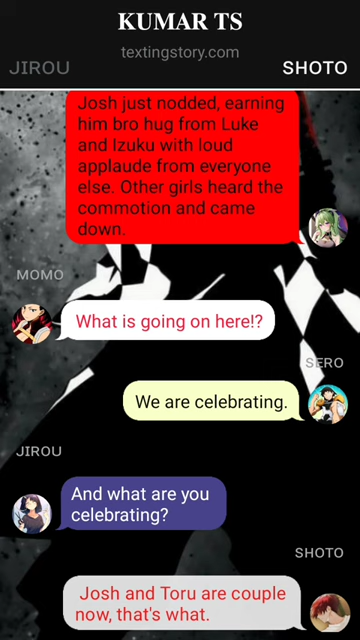 KUMAR TS
textingstory.com
JIROU
SHOTO
Josh just nodded, earning
him bro hug from Luke
and Izuku with loud
applaude from everyone
else. Other girls heard the
commotion and came
down.
MOMO
What is going on here!?
SERO
We are celebrating.
JIROU
And what are you
celebrating?
SHOTO
Josh and Toru are couple
now, that's what.